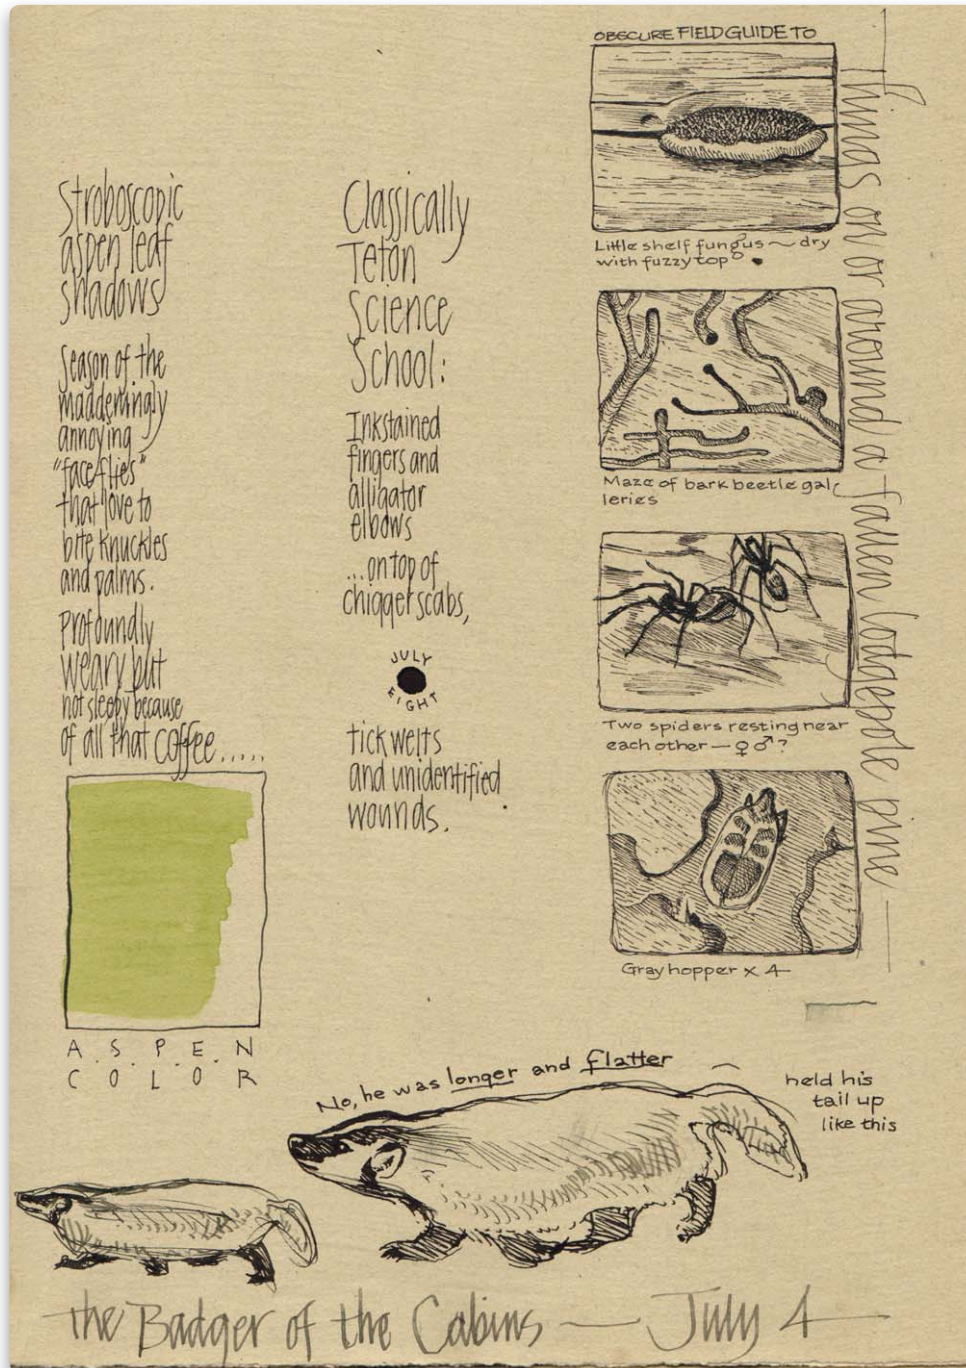 OBSCURE FIELD GUIDE TO
Things on or around a fallen lodgepole pine
Little shelf fungus ~ dry
with fuzzy top
Maze of bark beetle gal
leries
Two spiders resting near
each other — ♀ ♂ ?
Gray hopper x 4
Stroboscopic
aspen leaf
shadows
Season of the
maddeningly
annoying
"face flies"
that love to
bite knuckles
and palms.
Profoundly
weary but
not sleepy because
of all that coffee.....
ASPEN
COLOR
Classically
Teton
Science
School:
Inkstained
fingers and
alligator
elbows
...on top of
chigger scabs,
JULY
EIGHT
tick welts
and unidentified
wounds.
No, he was longer and flatter
held his
tail up
like this
the Badger of the Cabins — July 4